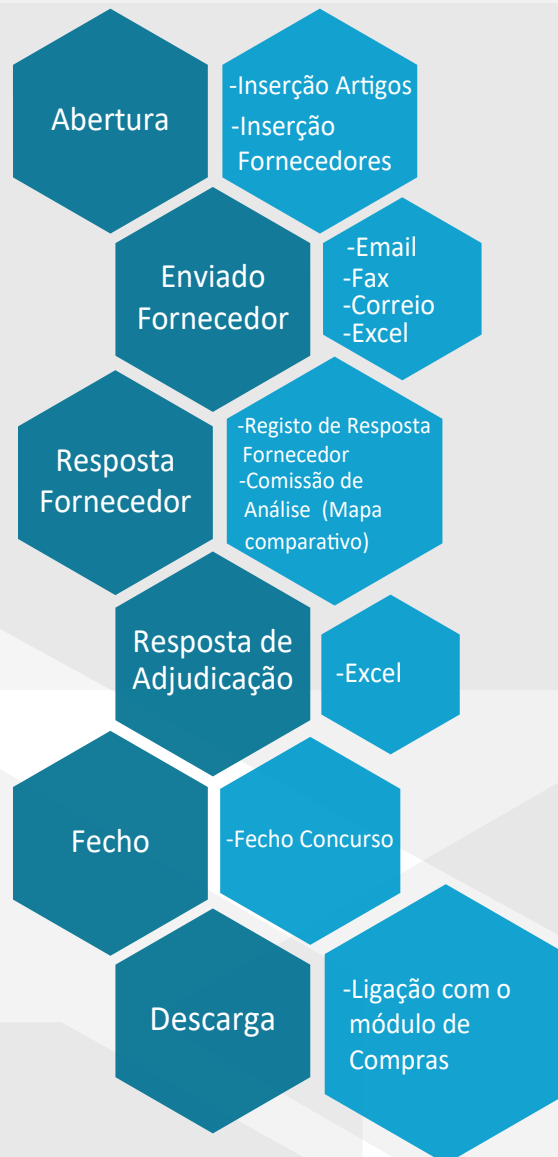 Abertura
-Inserção Artigos
-Inserção
Fornecedores
Enviado
Fornecedor
-Email
-Fax
-Correio
-Excel
Resposta
Fornecedor
-Registo de Resposta
Fornecedor
-Comissão de
Análise (Mapa
comparativo)
Resposta de
Adjudicação
-Excel
Fecho
-Fecho Concurso
Descarga
-Ligação com o
módulo de
Compras